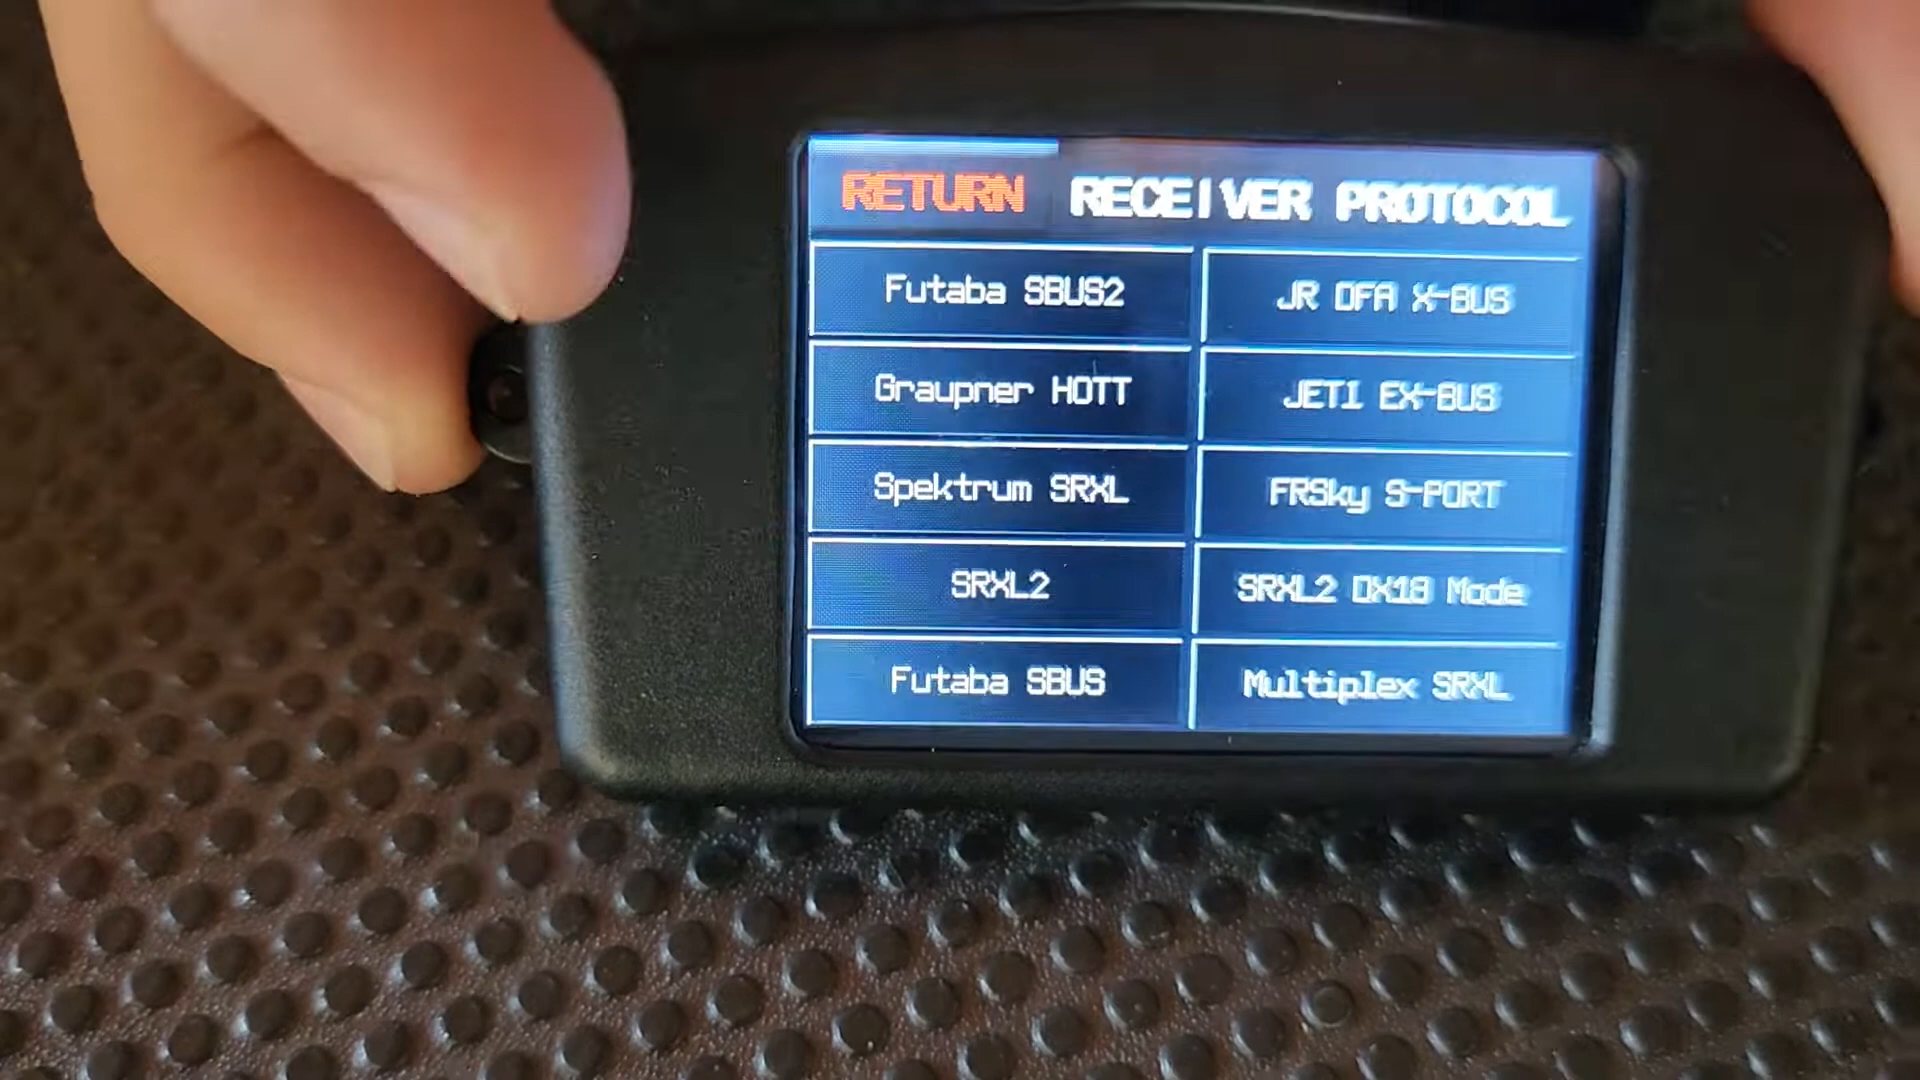 RETURN RECEIVER PROTOCOL
Futaba SBUS2 JR DFA X-BUS
Graupner HOTT JETI EX-BUS
Spektrum SRXL FRSky S-PORT
SRXL2 SRXL2 DX18 Mode
Futaba SBUS Multiplex SRXL